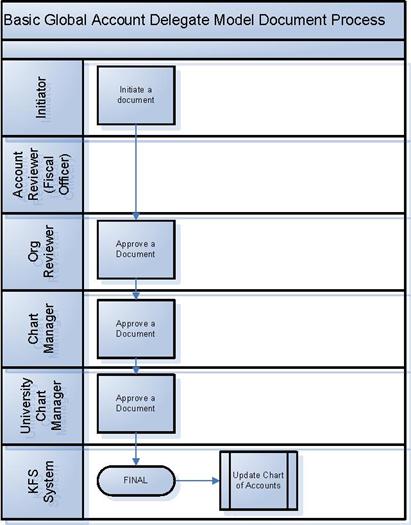 Basic Global Account Delegate Model Document Process
Initiator
Initiate a
document
Account
Reviewer
(Fiscal
Officer)
Org
Reviewer
Approve a
Document
Chart
Manager
Approve a
Document
University
Chart
Manager
Approve a
Document
KFS
System
FINAL
Update Chart
of Accounts